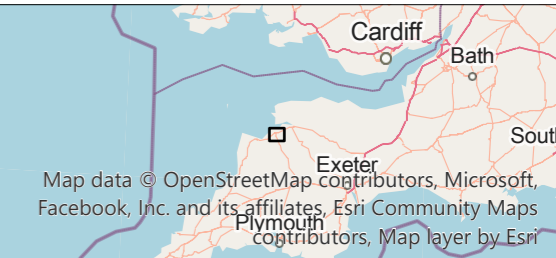 Cardiff
Bath
Sout
Exeter
Map data © OpenStreetMap contributors, Microsoft,
Facebook, Inc. and its affiliates, Esri Community Maps
Plymouth
contributors, Map layer by Esri